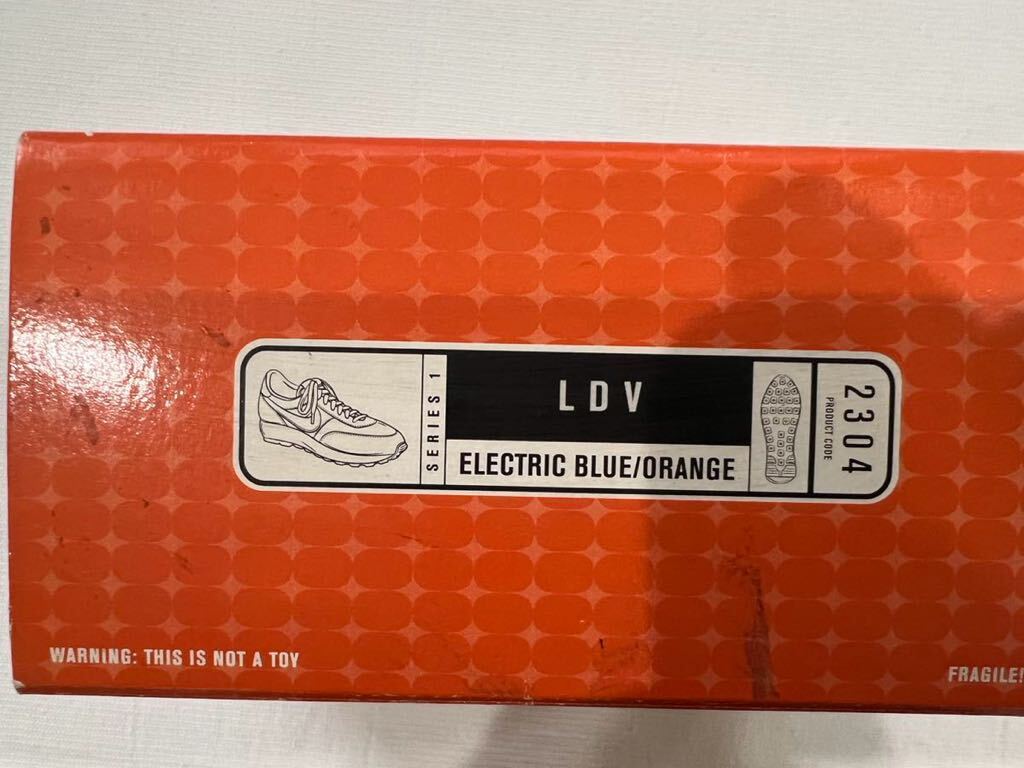 SERIES 1
LDV
ELECTRIC BLUE/ORANGE
PRODUCT CODE
2304
WARNING: THIS IS NOT A TOY
FRAGILE!